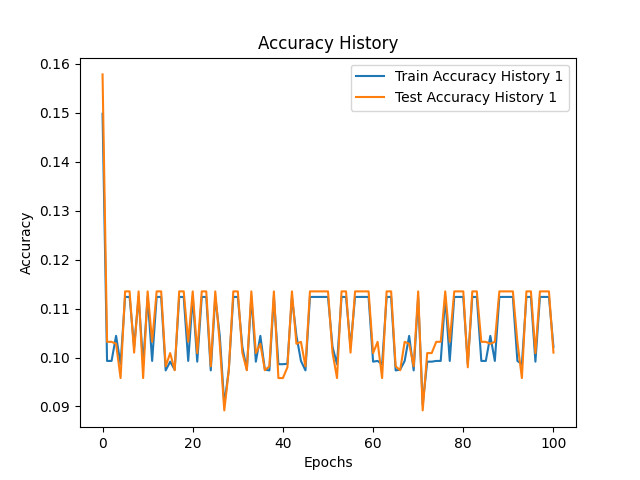 Accuracy History
Train Accuracy History 1
Test Accuracy History 1
0.16
0.15
0.14
0.13
0.12
0.11
0.10
0.09
Accuracy
0
20
40
60
80
100
Epochs